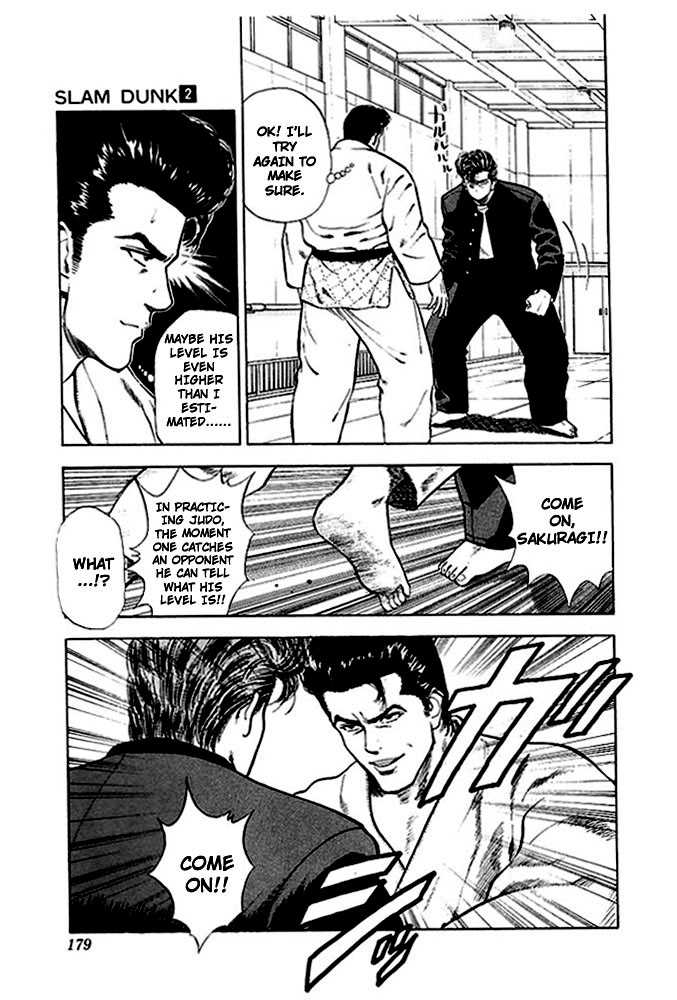 SLAM DUNK 2
OK! I'LL
TRY
AGAIN TO
MAKE
SURE.
MAYBE HIS
LEVEL IS
EVEN
HIGHER
THAN I
ESTI-
MATED......
COME
ON,
SAKURAGI!!
IN PRACTIC-
ING JUDO,
THE MOMENT
ONE CATCHES
AN OPPONENT
HE CAN TELL
WHAT HIS
LEVEL IS!!
WHAT
...!?
ガッ
COME
ON!!
179